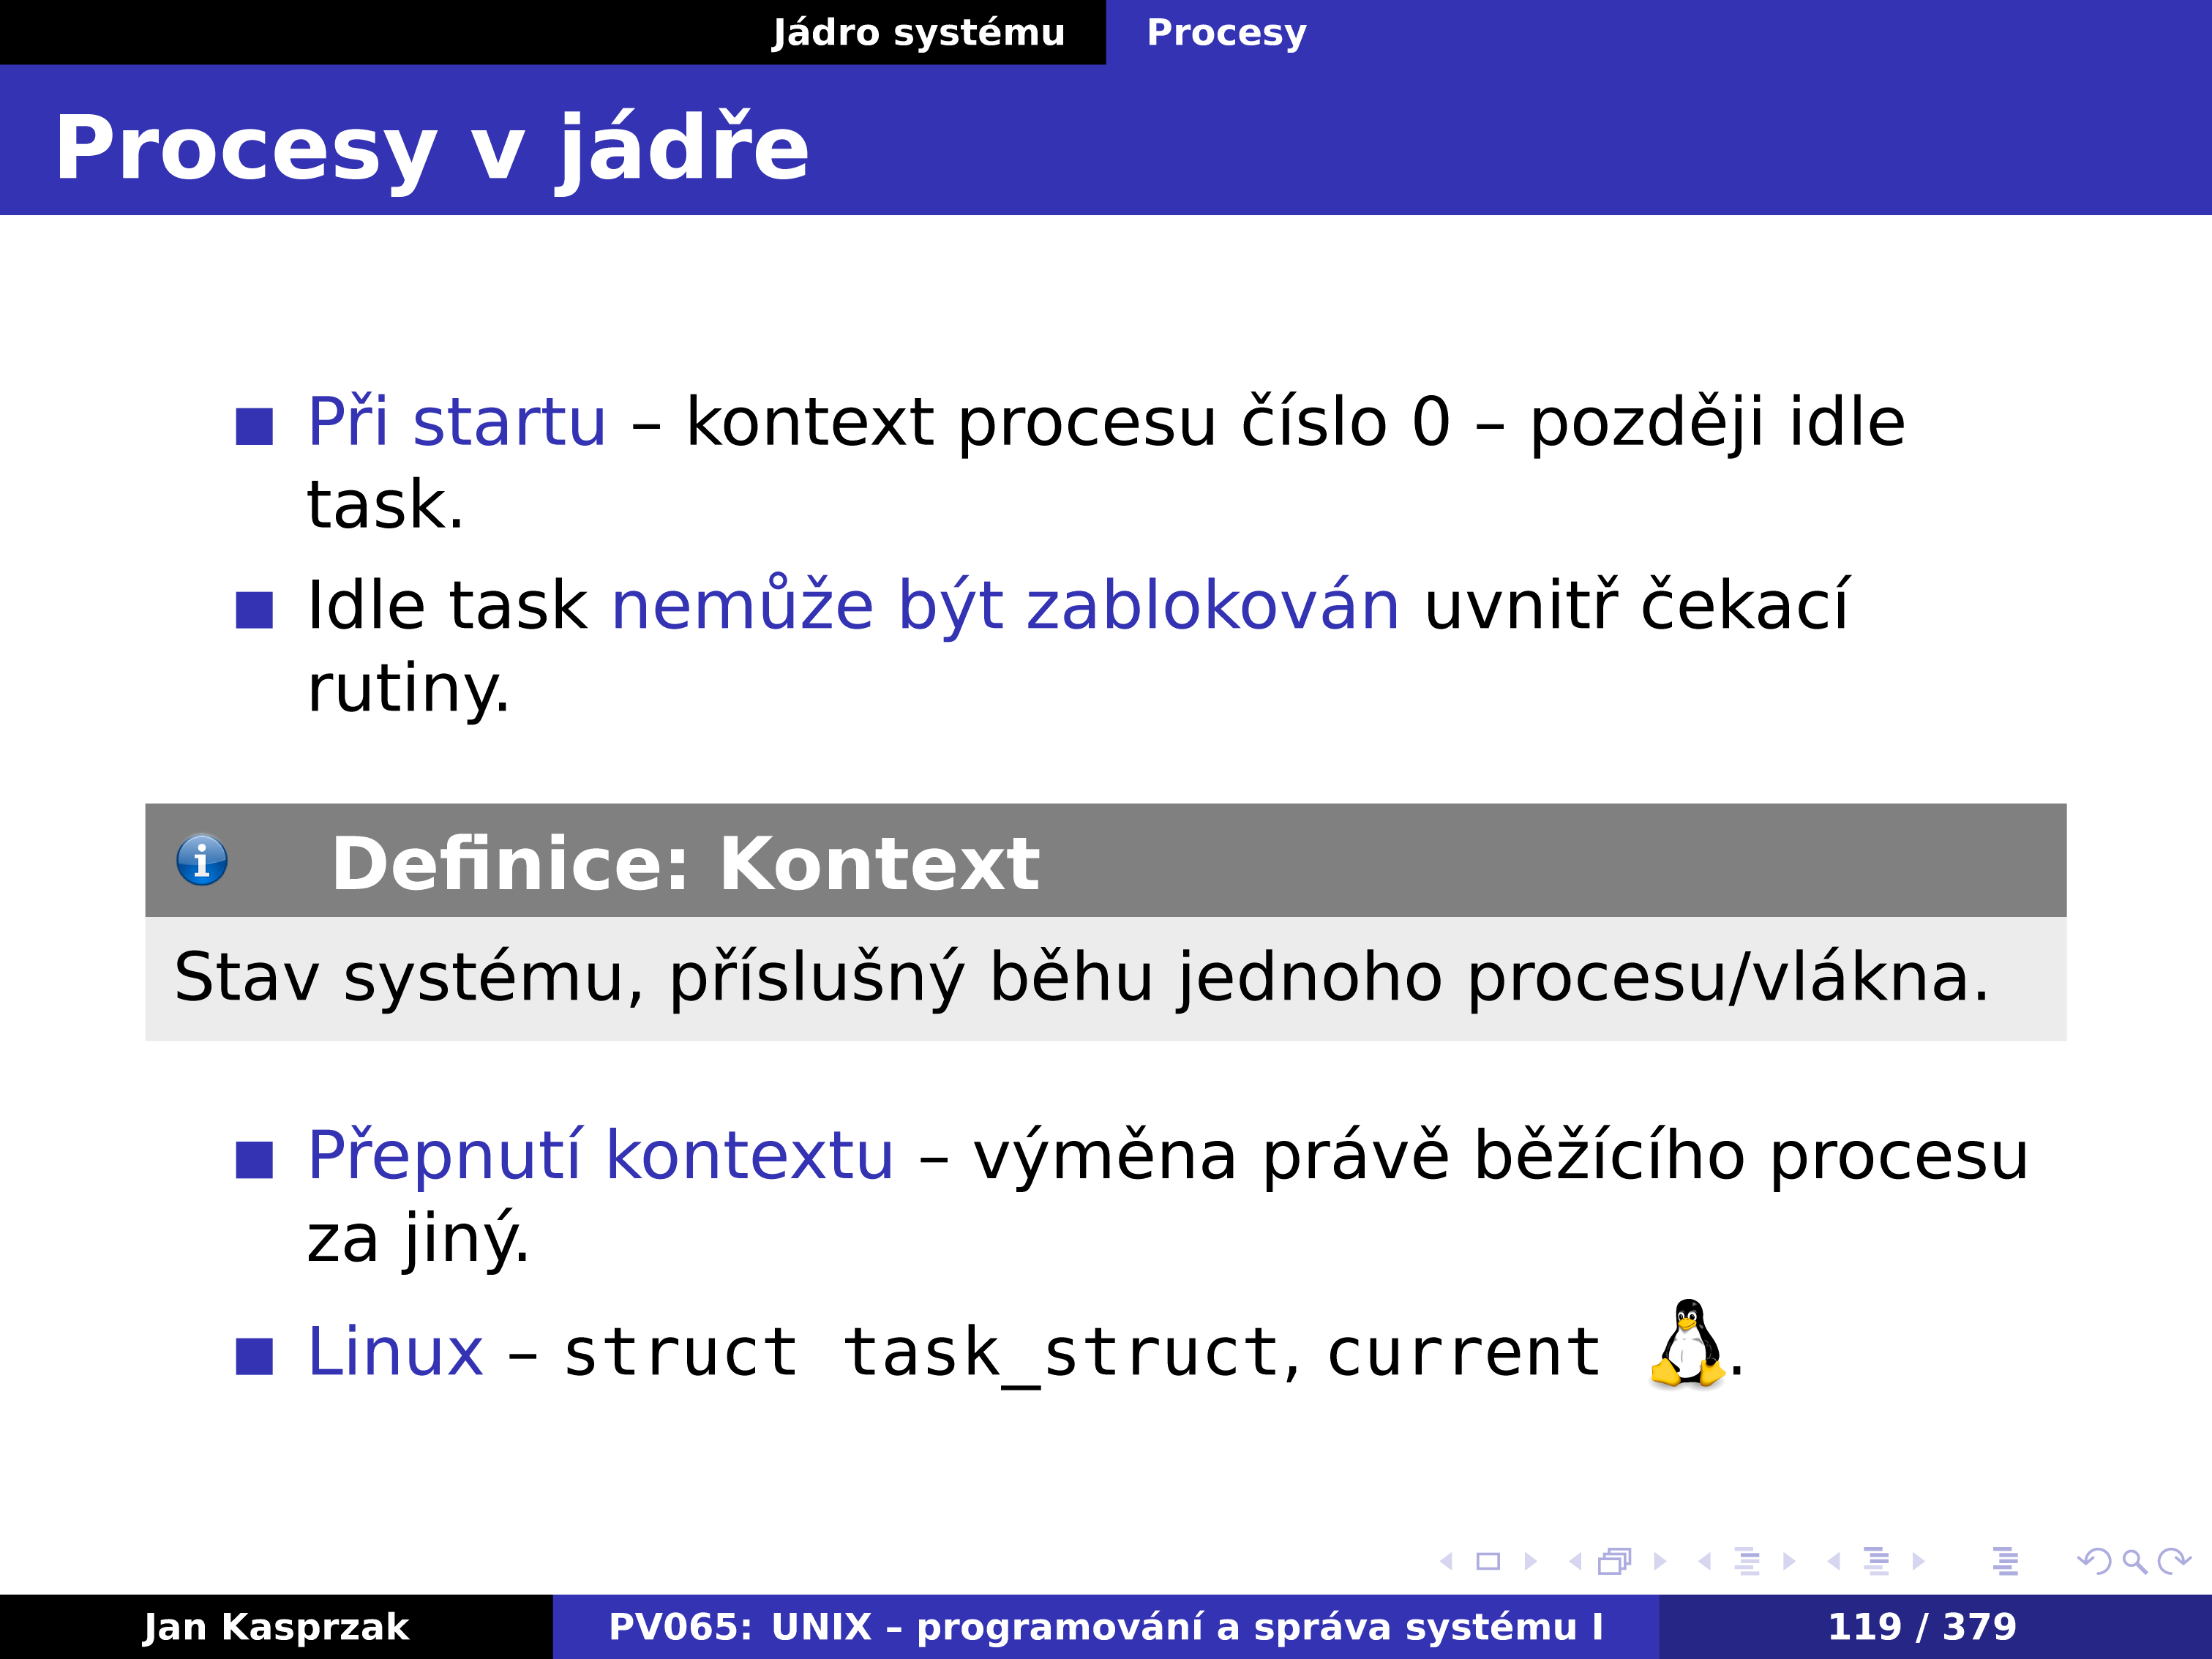 Jádro systému Procesy
Procesy v jádře
Při startu – kontext procesu číslo 0 – později idle
task.
Idle task nemůže být zablokován uvnitř čekací
rutiny.
Definice: Kontext
Stav systému, příslušný běhu jednoho procesu/vlákna.
Přepnutí kontextu – výměna právě běžícího procesu
za jiný.
Linux – struct task_struct, current .
Jan Kasprzak PV065: UNIX – programování a správa systému I 119 / 379